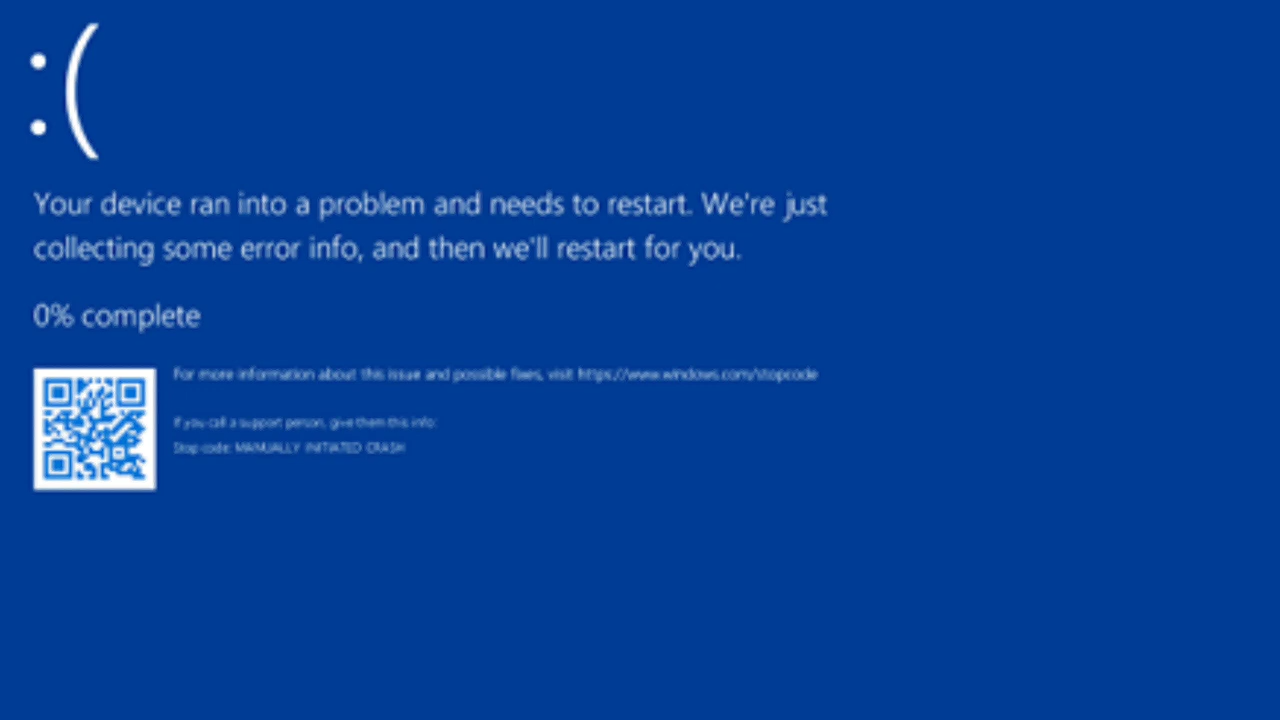 :(
Your device ran into a problem and needs to restart. We're just
collecting some error info, and then we'll restart for you.
0% complete
For more information about this issue and possible fixes, visit https://www.windows.com/stopcode
If you call a support person, give them this info:
Stop code: MANUALLY INITIATED CRASH